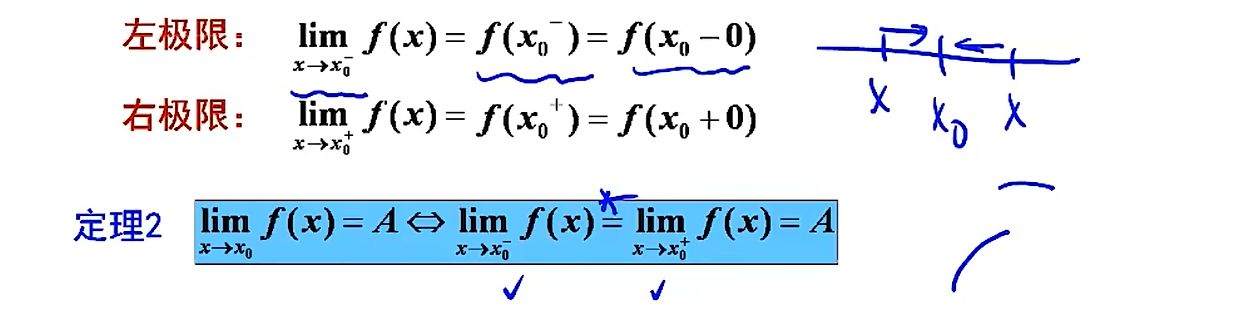 左极限： lim_{x→x₀⁻} f(x) = f(x₀⁻) = f(x₀ − 0)
右极限： lim_{x→x₀⁺} f(x) = f(x₀⁺) = f(x₀ + 0)
x x₀ x
定理2 lim_{x→x₀} f(x) = A ⇔ lim_{x→x₀⁻} f(x) = lim_{x→x₀⁺} f(x) = A